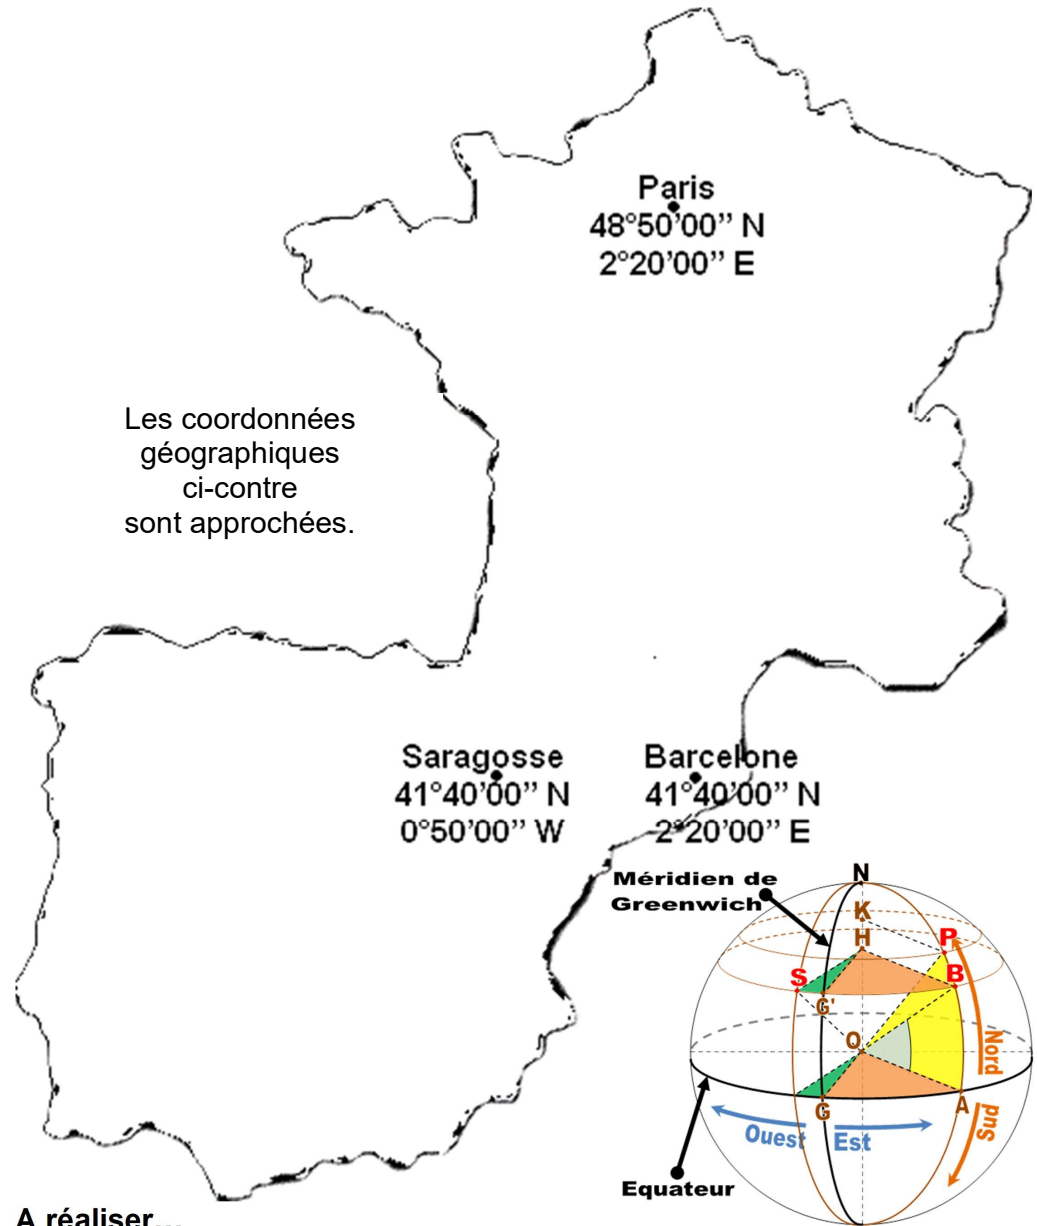 Paris
48°50’00’’ N
2°20’00’’ E
Les coordonnées
géographiques
ci-contre
sont approchées.
Saragosse
41°40’00’’ N
0°50’00’’ W
Barcelone
41°40’00’’ N
2°20’00’’ E
Méridien de
Greenwich
N
K
H
P
S
B
G'
O
Nord
G
A
Sud
Ouest
Est
Equateur
A réaliser…